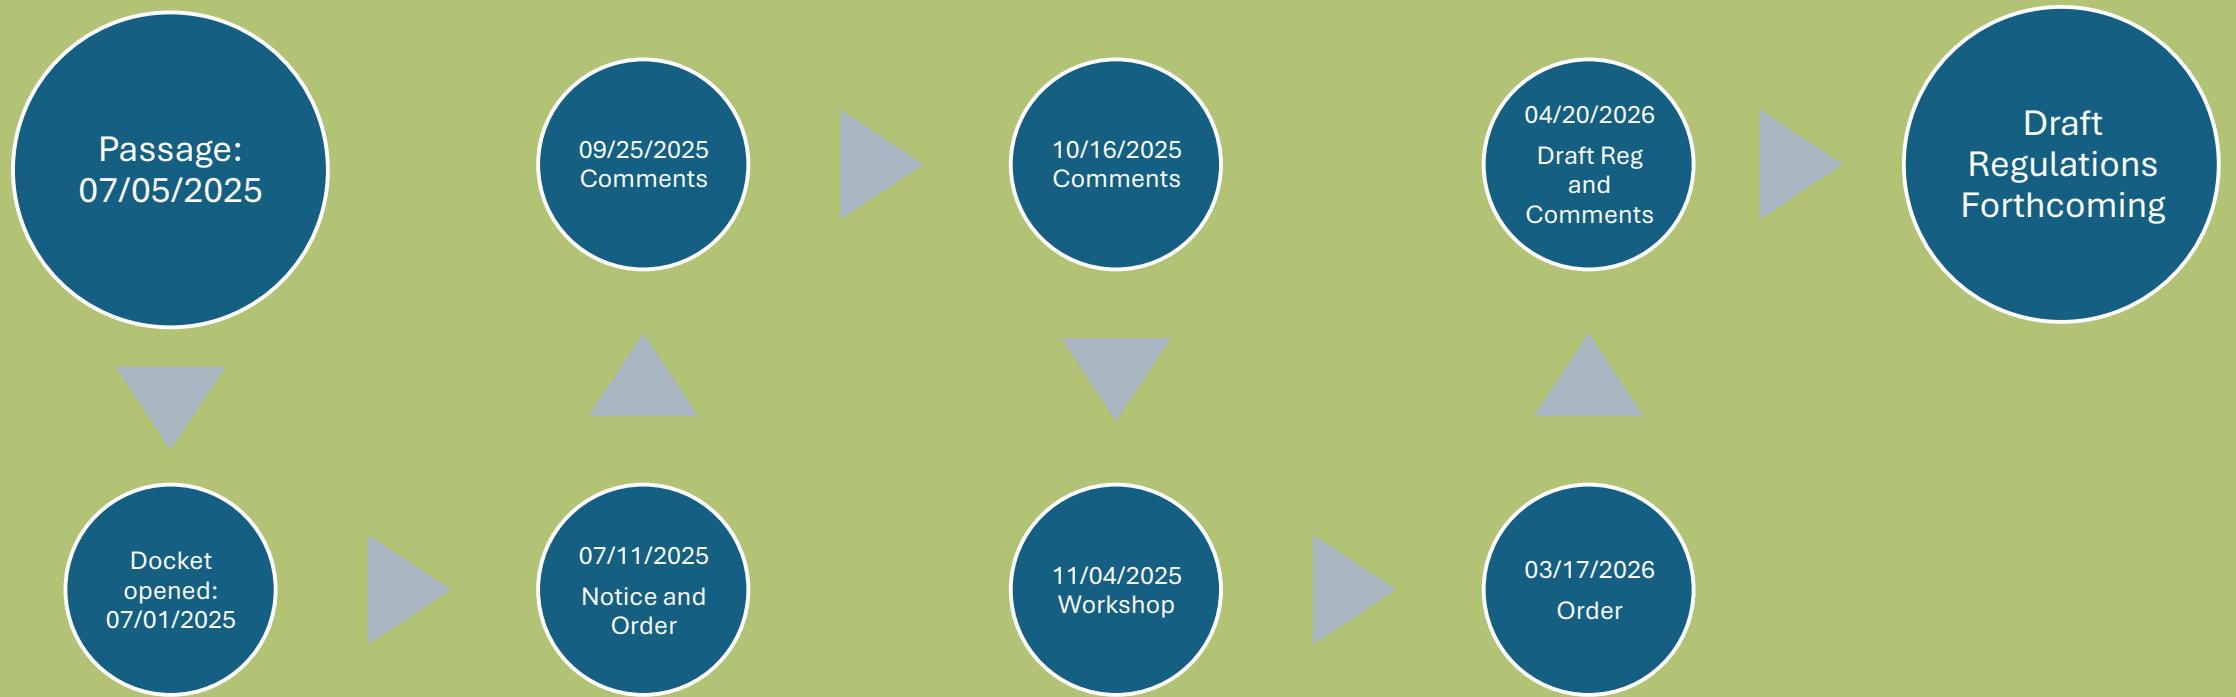 Passage:
07/05/2025
Docket
opened:
07/01/2025
07/11/2025
Notice and
Order
09/25/2025
Comments
10/16/2025
Comments
11/04/2025
Workshop
03/17/2026
Order
04/20/2026
Draft Reg
and
Comments
Draft
Regulations
Forthcoming